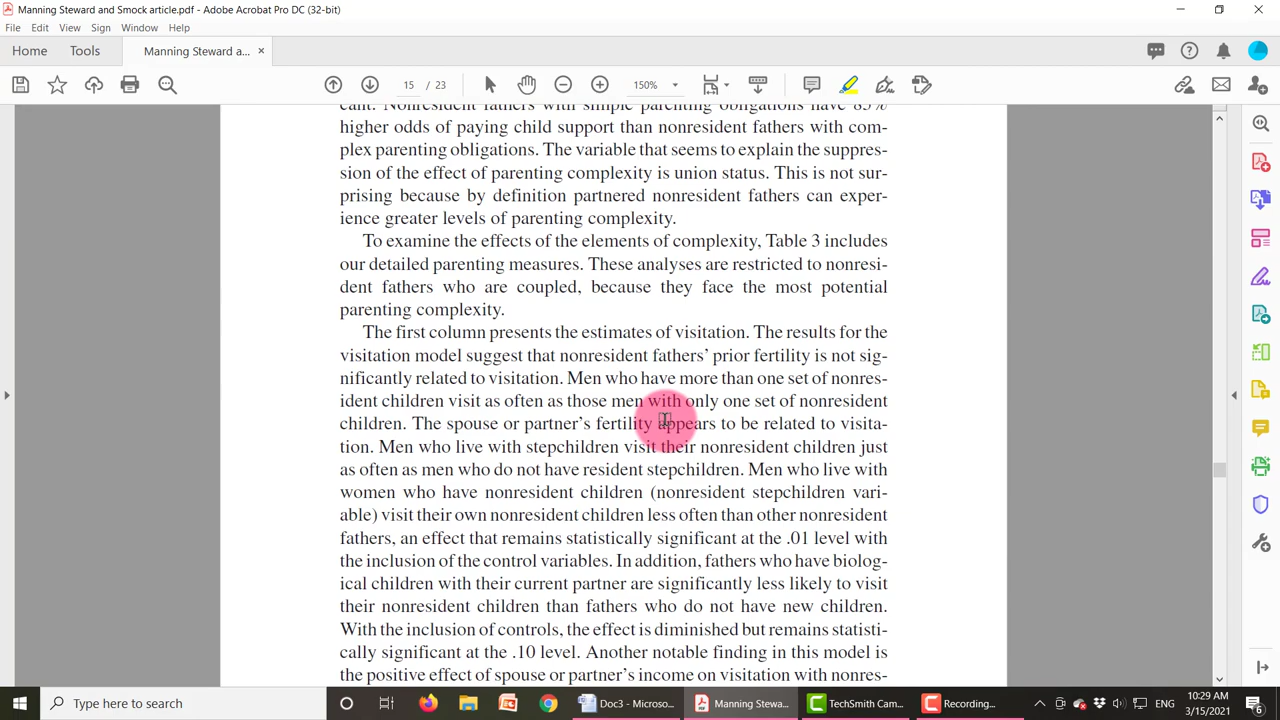 Manning Steward and Smock article.pdf - Adobe Acrobat Pro DC (32-bit)
File Edit View Sign Window Help
Home Tools Manning Steward a... ×
15 / 23 150%
cant. Nonresident fathers with simple parenting obligations have 85%
higher odds of paying child support than nonresident fathers with com-
plex parenting obligations. The variable that seems to explain the suppres-
sion of the effect of parenting complexity is union status. This is not sur-
prising because by definition partnered nonresident fathers can exper-
ience greater levels of parenting complexity.
To examine the effects of the elements of complexity, Table 3 includes
our detailed parenting measures. These analyses are restricted to nonresi-
dent fathers who are coupled, because they face the most potential
parenting complexity.
The first column presents the estimates of visitation. The results for the
visitation model suggest that nonresident fathers' prior fertility is not sig-
nificantly related to visitation. Men who have more than one set of nonres-
ident children visit as often as those men with only one set of nonresident
children. The spouse or partner's fertility appears to be related to visita-
tion. Men who live with stepchildren visit their nonresident children just
as often as men who do not have resident stepchildren. Men who live with
women who have nonresident children (nonresident stepchildren vari-
able) visit their own nonresident children less often than other nonresident
fathers, an effect that remains statistically significant at the .01 level with
the inclusion of the control variables. In addition, fathers who have biolog-
ical children with their current partner are significantly less likely to visit
their nonresident children than fathers who do not have new children.
With the inclusion of controls, the effect is diminished but remains statisti-
cally significant at the .10 level. Another notable finding in this model is
the positive effect of spouse or partner's income on visitation with nonres-
Type here to search
Doc3 - Microso... Manning Stewa... TechSmith Cam... Recording...
ENG
10:29 AM
3/15/2021
6